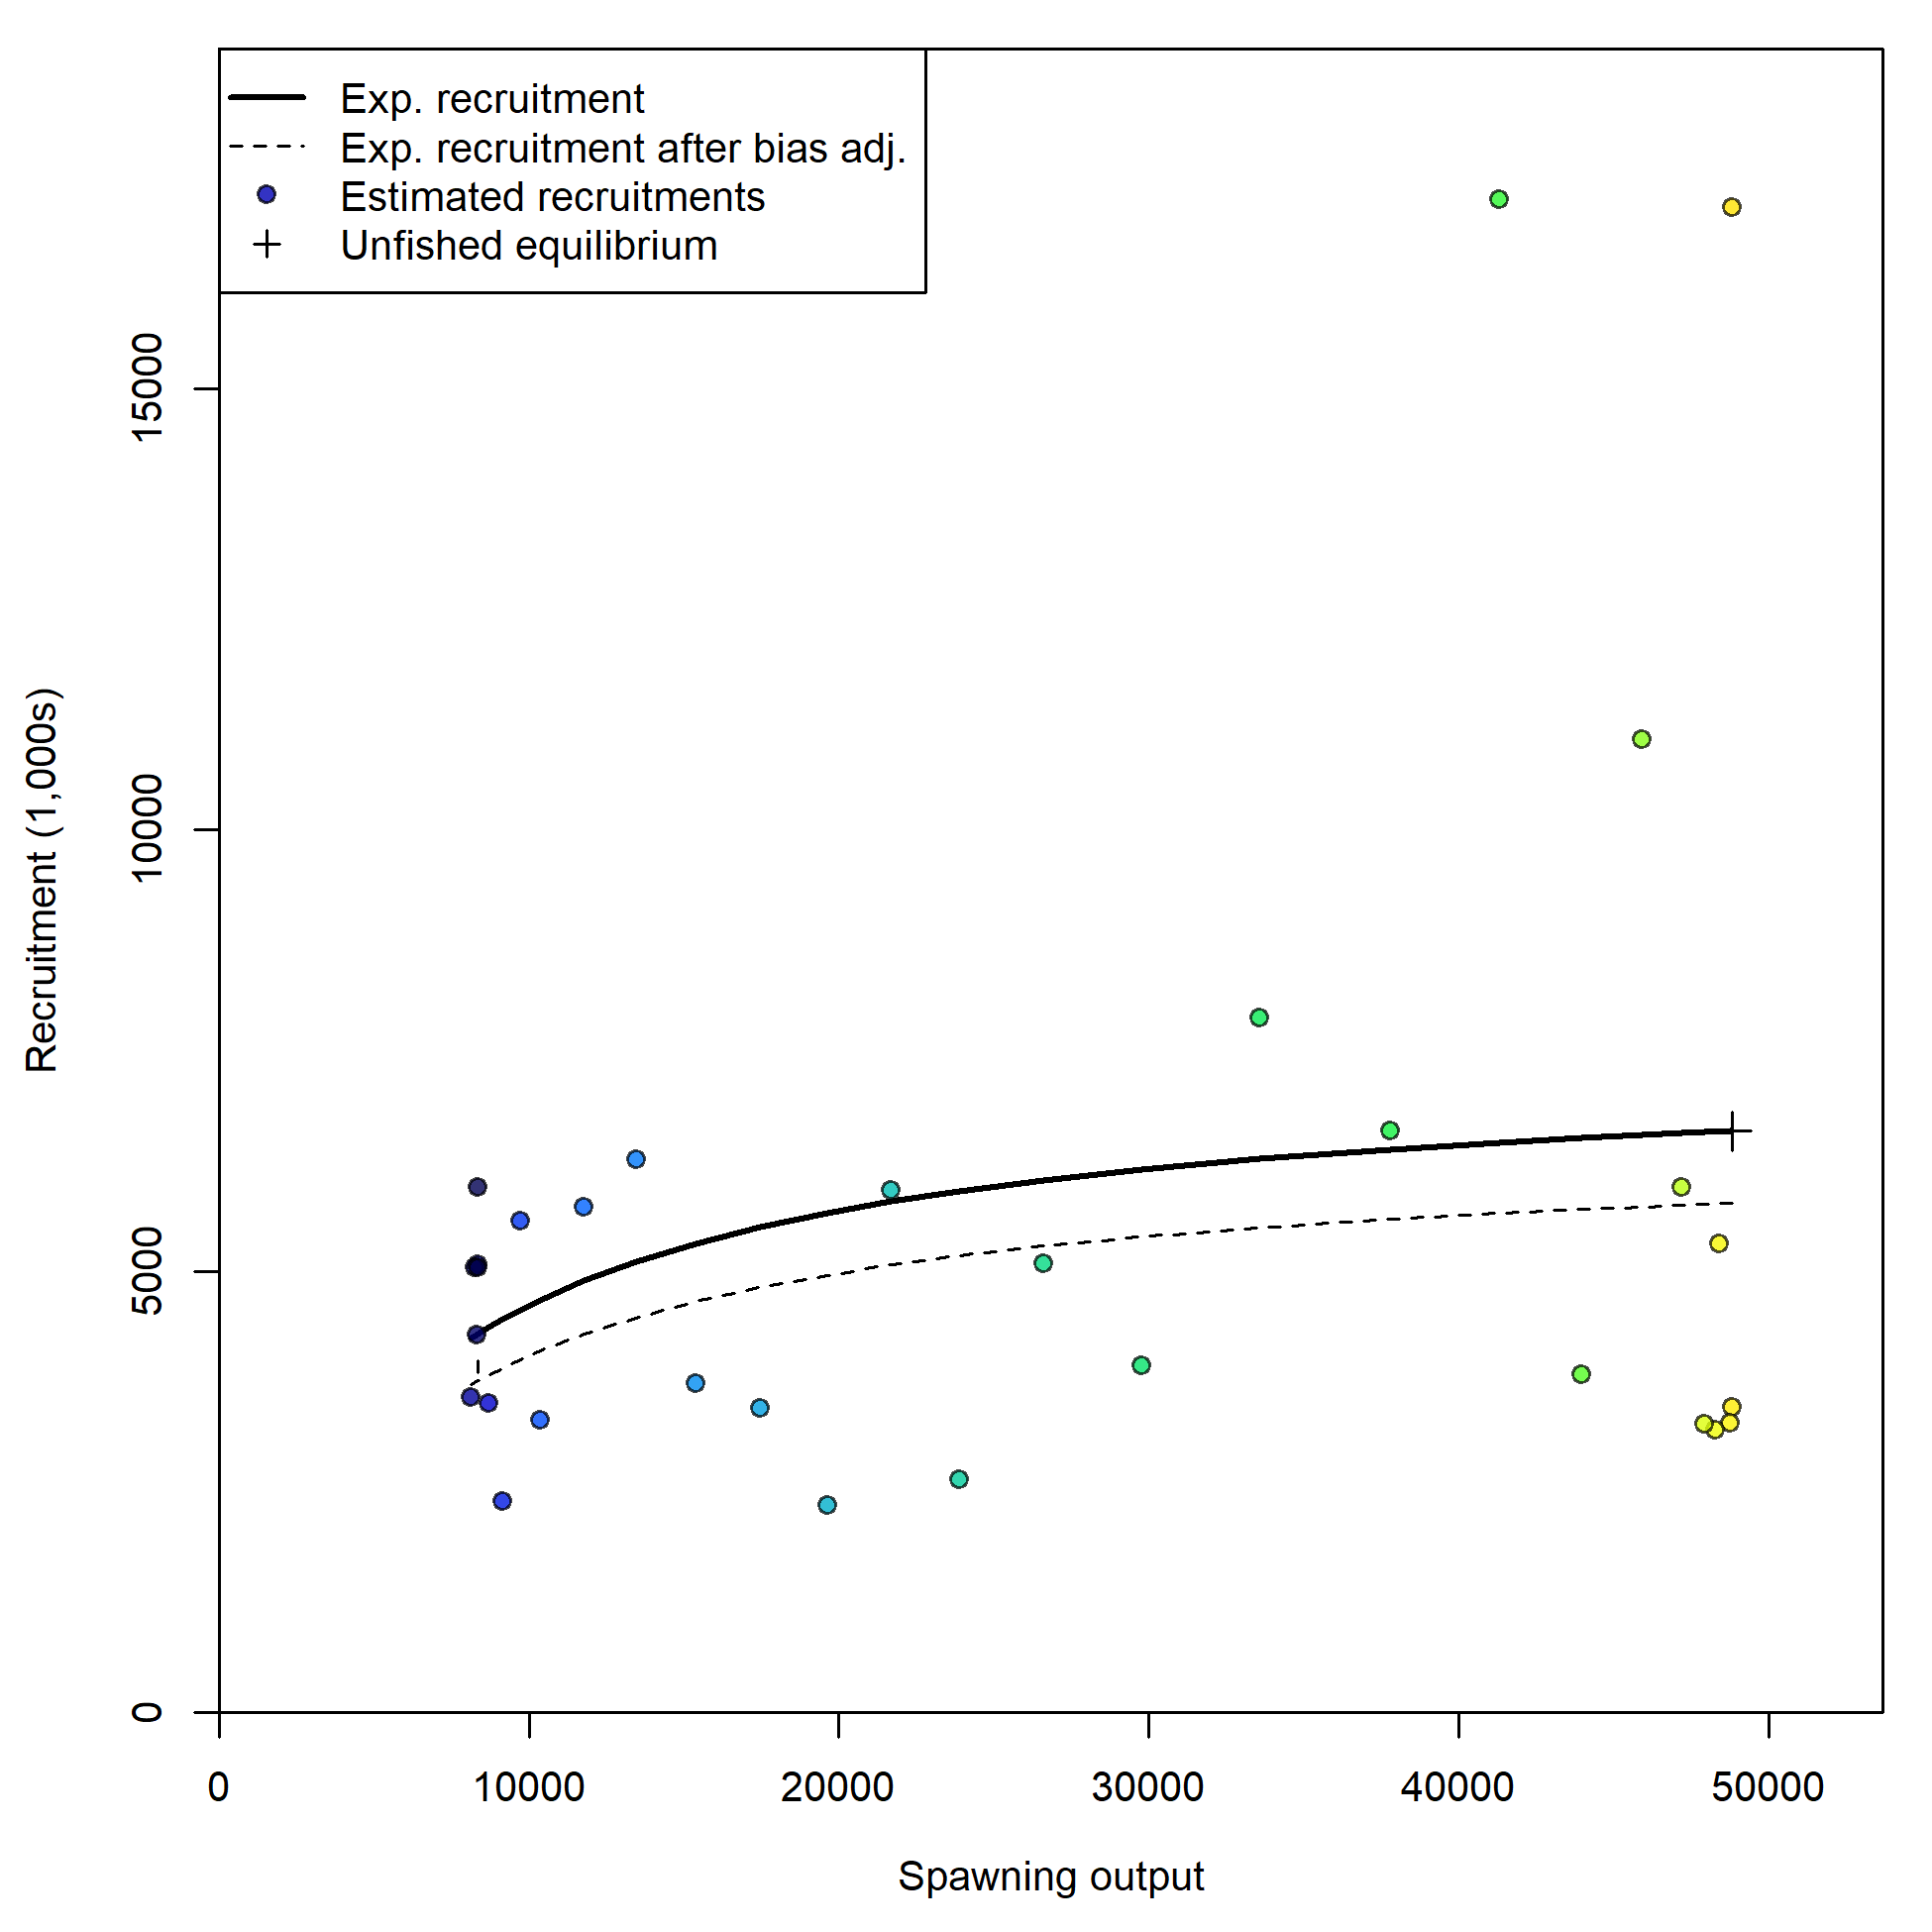 Exp. recruitment
Exp. recruitment after bias adj.
Estimated recruitments
Unfished equilibrium
Recruitment (1,000s)
15000
10000
5000
0
0 10000 20000 30000 40000 50000
Spawning output